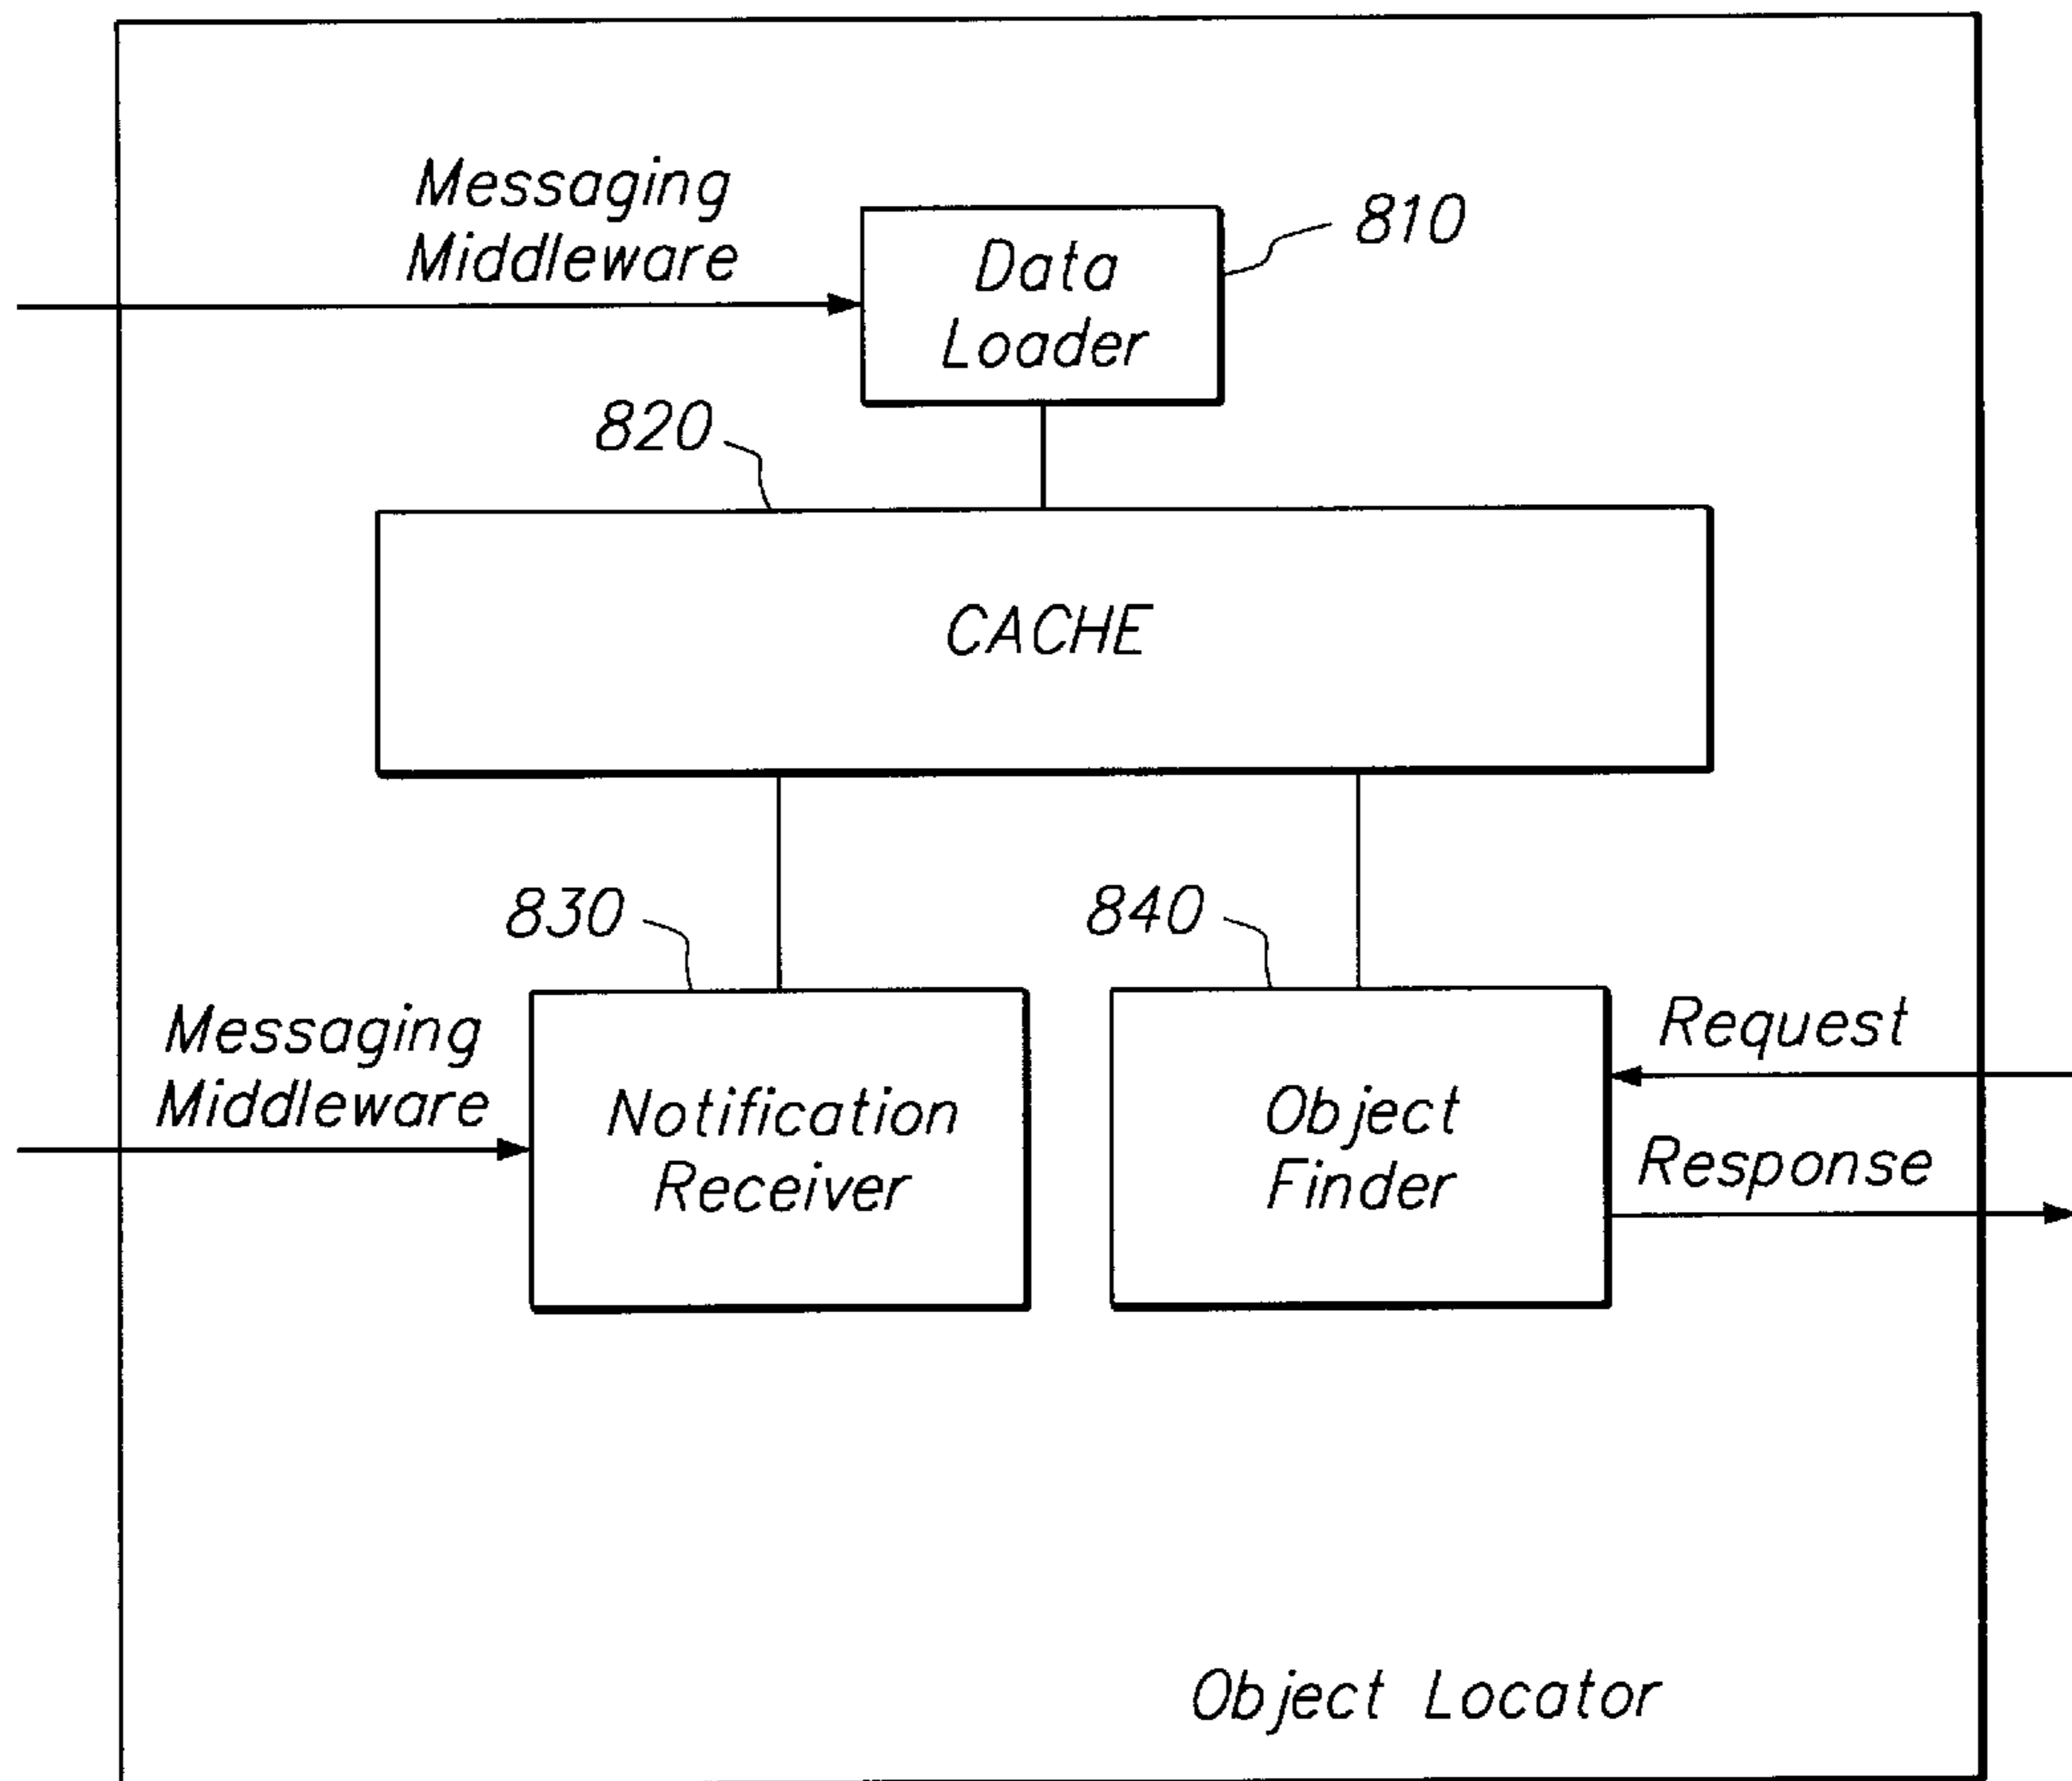 Messaging
Middleware
810
Data
Loader
820
CACHE
830
840
Messaging
Middleware
Notification
Receiver
Object
Finder
Request
Response
Object Locator